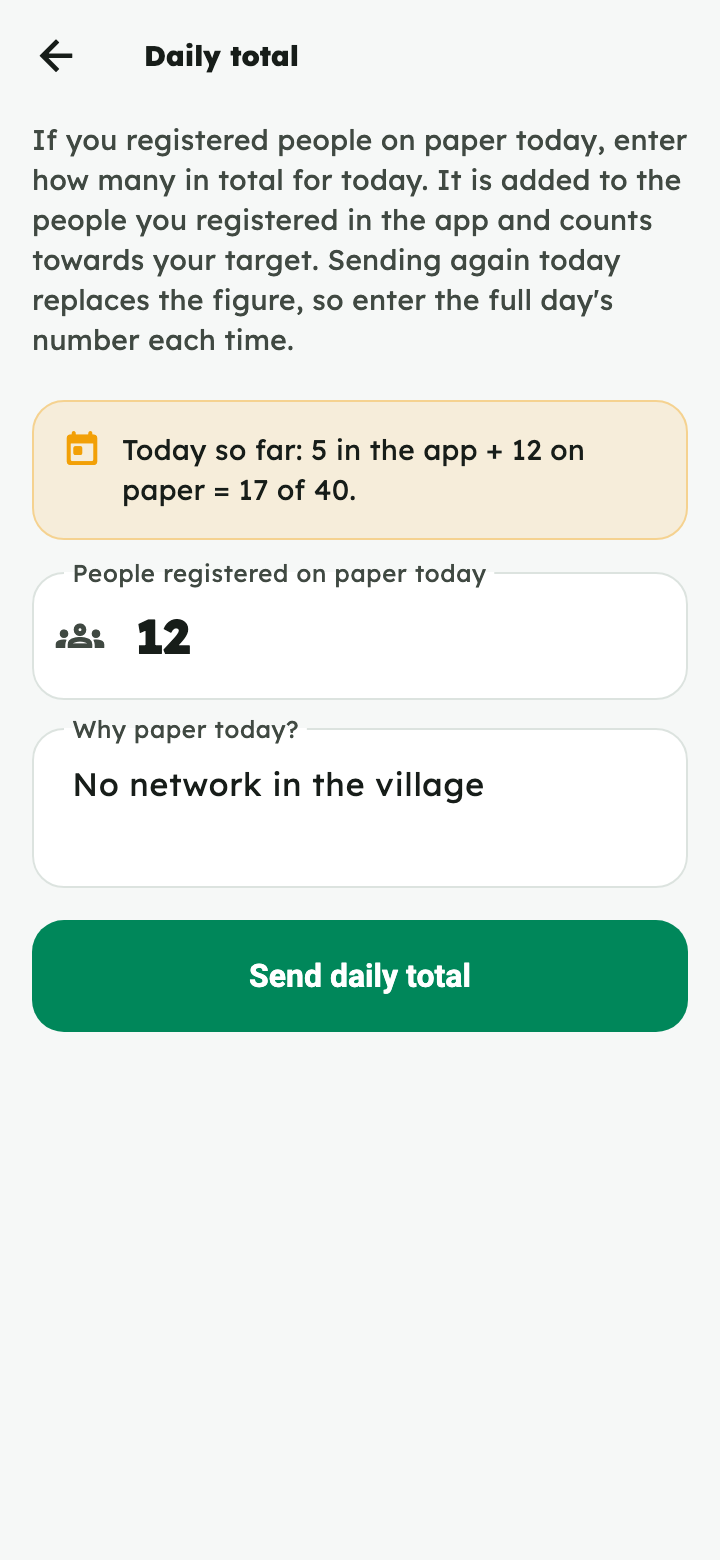 Daily total
If you registered people on paper today, enter
how many in total for today. It is added to the
people you registered in the app and counts
towards your target. Sending again today
replaces the figure, so enter the full day's
number each time.
Today so far: 5 in the app + 12 on
paper = 17 of 40.
People registered on paper today
12
Why paper today?
No network in the village
Send daily total